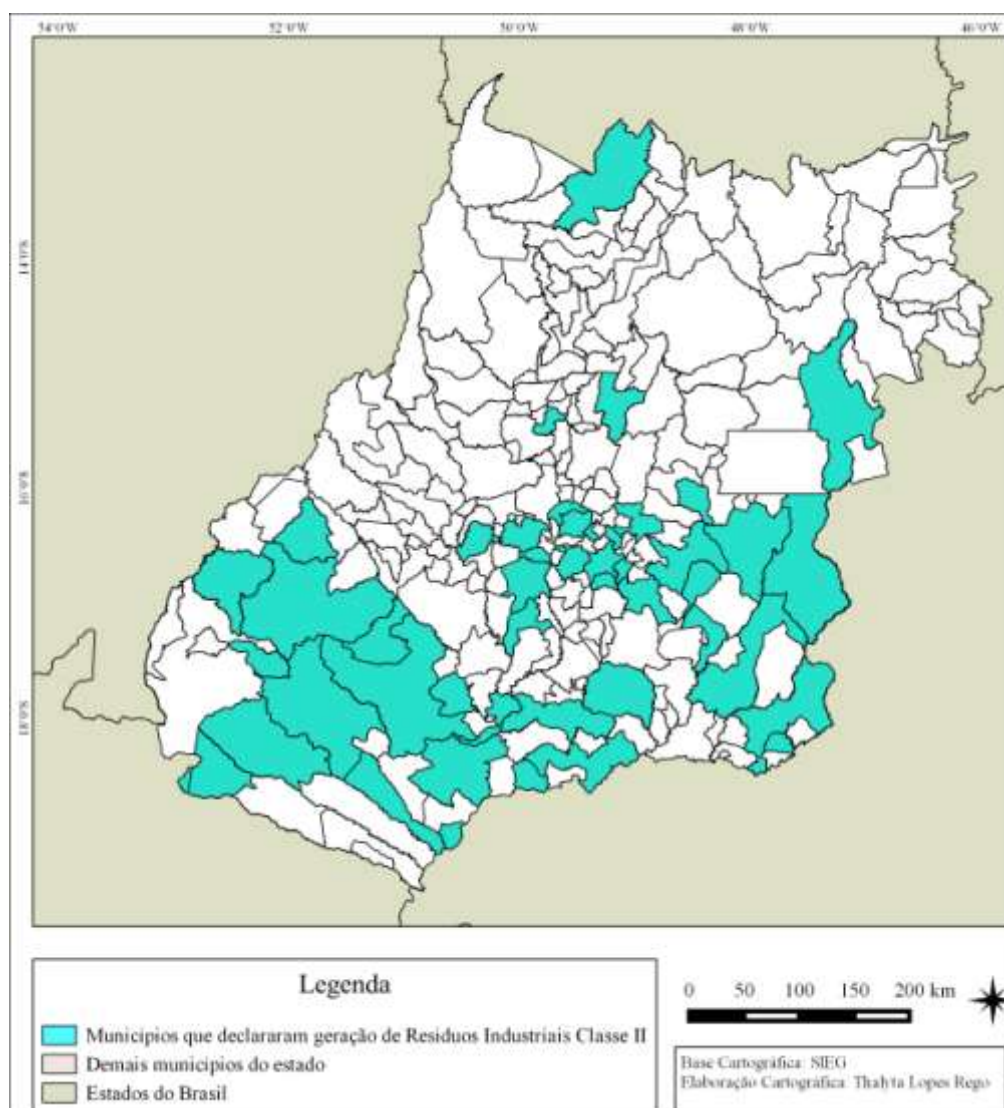 54°0'W 52°0'W 50°0'W 48°0'W 46°0'W
14°0'S
16°0'S
18°0'S
Legenda
Municípios que declararam geração de Resíduos Industriais Classe II
Demais municípios do estado
Estados do Brasil
0 50 100 150 200 km
Base Cartográfica: SIEG
Elaboração Cartográfica: Thalyta Lopes Rego